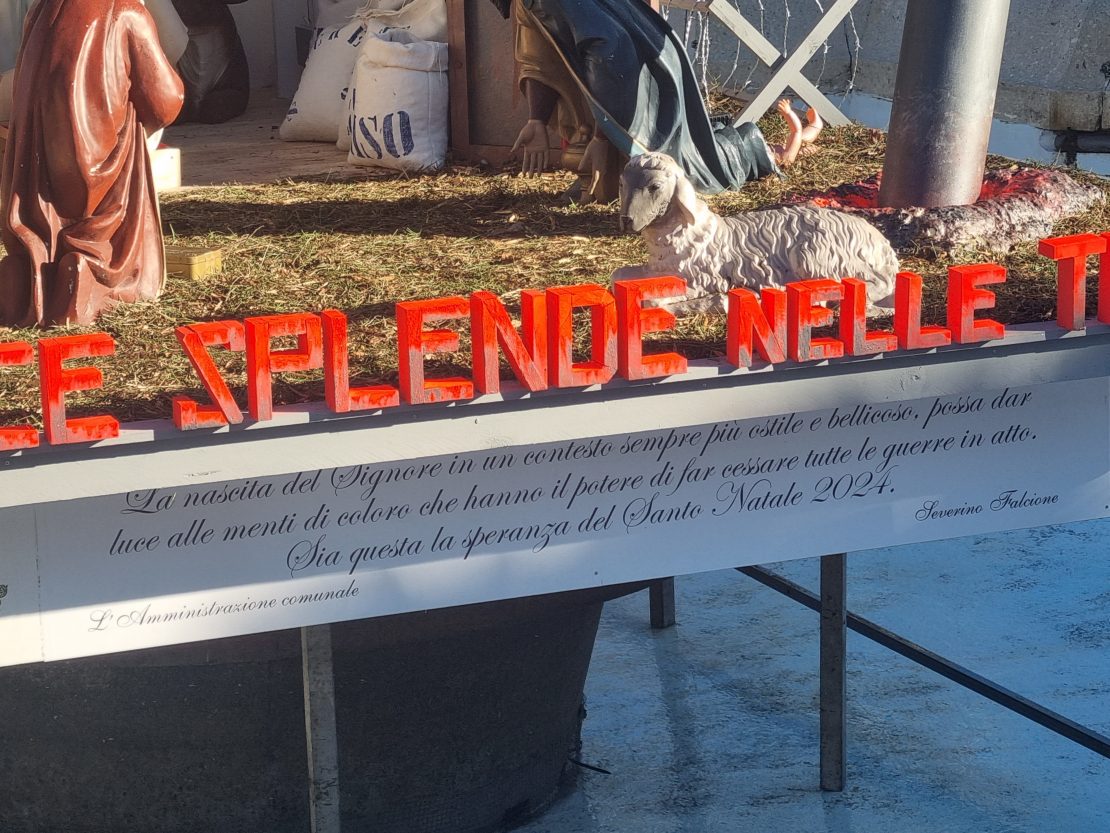 ISO
E SPLENDE NELLE T
La nascita del Signore in un contesto sempre più ostile e bellicoso, possa dar
luce alle menti di coloro che hanno il potere di far cessare tutte le guerre in atto.
Sia questa la speranza del Santo Natale 2024.
Severino Falcione
L'Amministrazione comunale